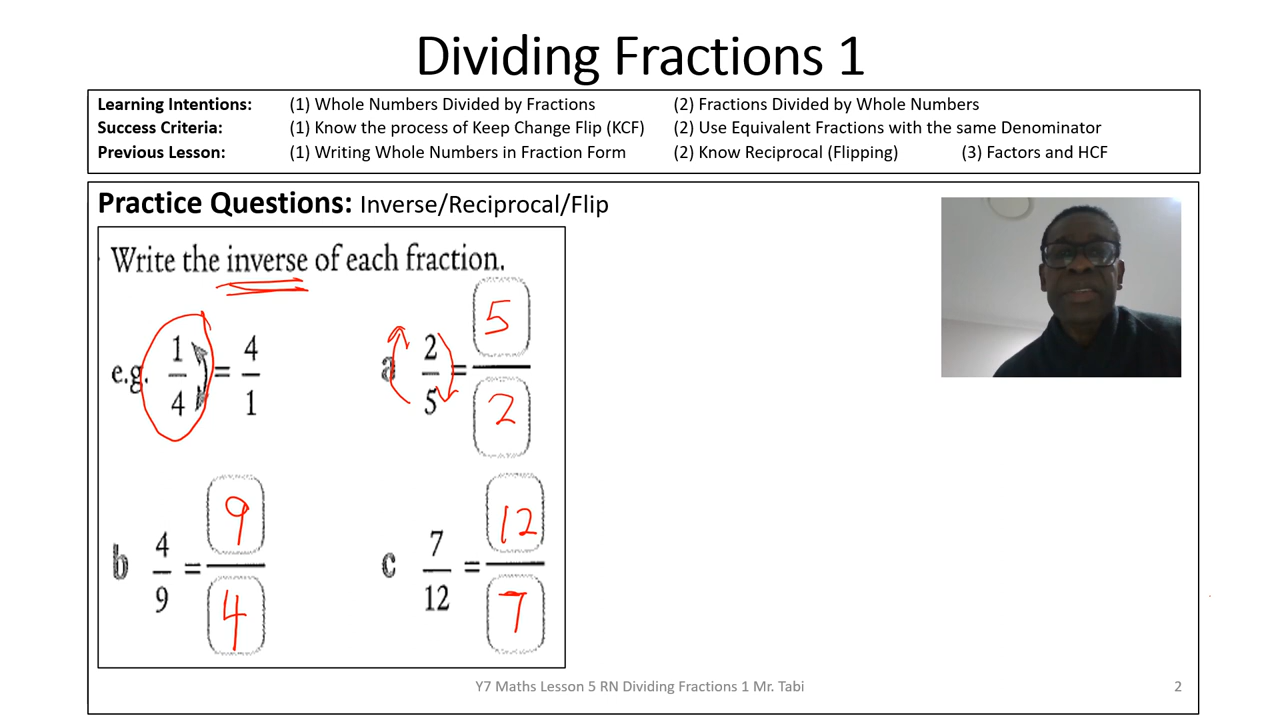 Dividing Fractions 1
Learning Intentions: (1) Whole Numbers Divided by Fractions (2) Fractions Divided by Whole Numbers
Success Criteria: (1) Know the process of Keep Change Flip (KCF) (2) Use Equivalent Fractions with the same Denominator
Previous Lesson: (1) Writing Whole Numbers in Fraction Form (2) Know Reciprocal (Flipping) (3) Factors and HCF
Practice Questions: Inverse/Reciprocal/Flip
Write the inverse of each fraction.
e.g. 1/4 = 4/1
a 2/5 = 5/2
b 4/9 = 9/4
c 7/12 = 12/7
Y7 Maths Lesson 5 RN Dividing Fractions 1 Mr. Tabi
2